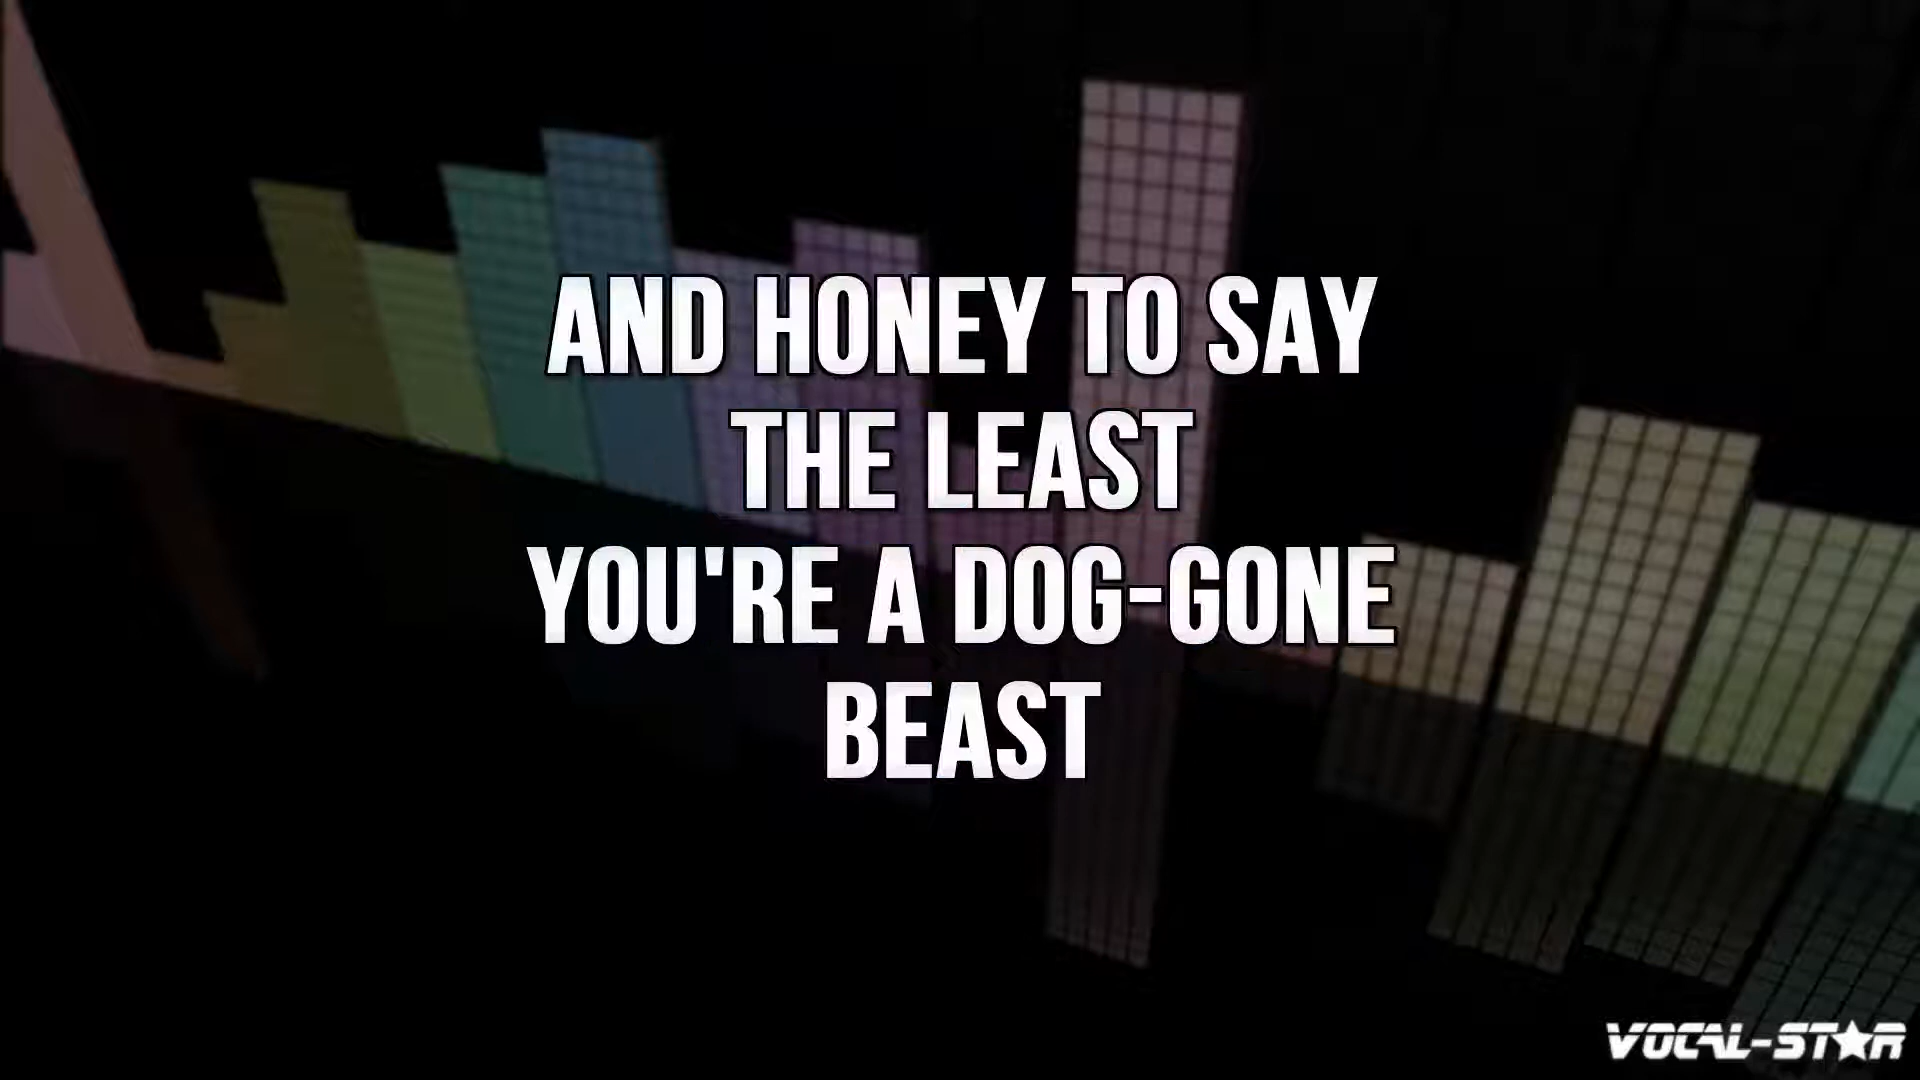 AND HONEY TO SAY
THE LEAST
YOU'RE A DOG-GONE
BEAST
VOCAL-STAR